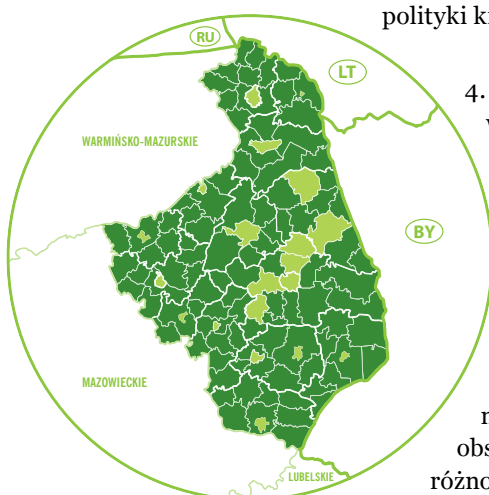 polityki k
RU
LT
4.
WARMIŃSKO-MAZURSKIE
BY
MAZOWIECKIE
obs
LUBELSKIE
różno